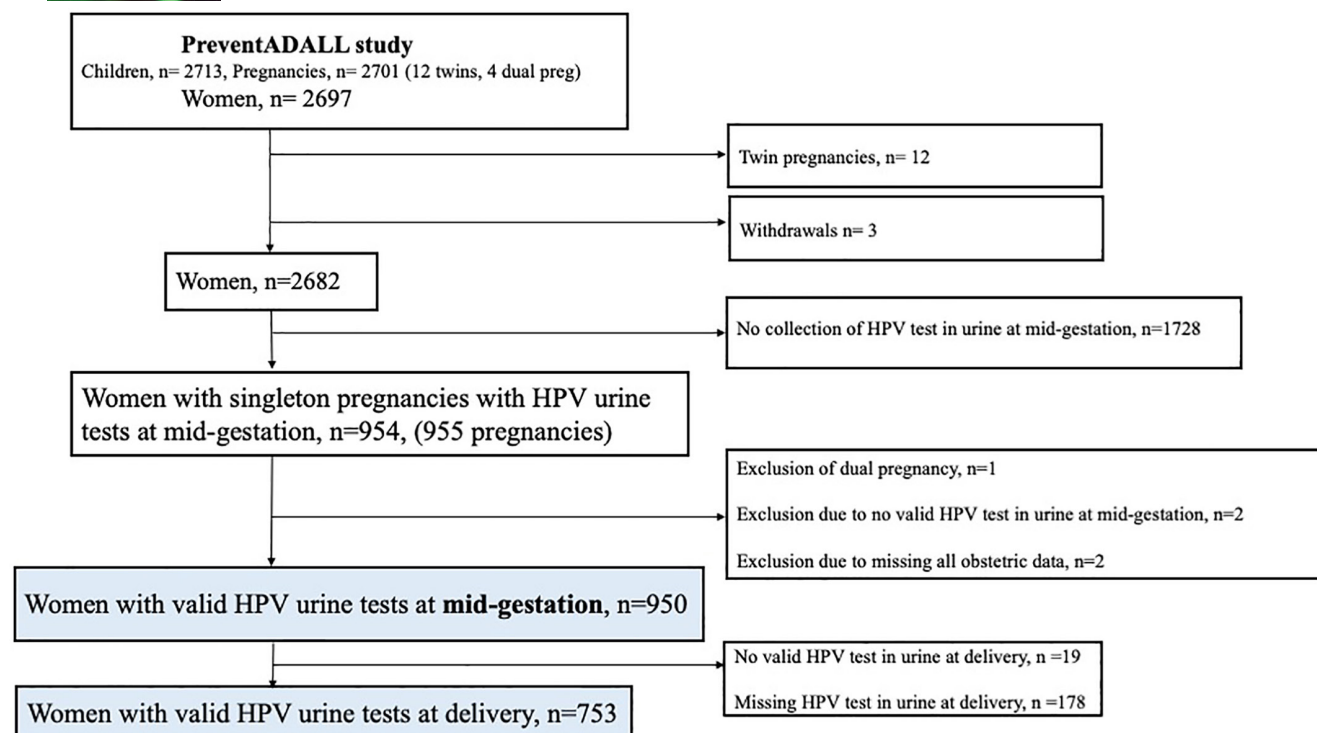 PreventADALL study
Children, n= 2713, Pregnancies, n= 2701 (12 twins, 4 dual preg)
Women, n= 2697
Twin pregnancies, n= 12
Withdrawals n= 3
Women, n=2682
No collection of HPV test in urine at mid-gestation, n=1728
Women with singleton pregnancies with HPV urine
tests at mid-gestation, n=954, (955 pregnancies)
Exclusion of dual pregnancy, n=1
Exclusion due to no valid HPV test in urine at mid-gestation, n=2
Exclusion due to missing all obstetric data, n=2
Women with valid HPV urine tests at mid-gestation, n=950
No valid HPV test in urine at delivery, n =19
Missing HPV test in urine at delivery, n =178
Women with valid HPV urine tests at delivery, n=753